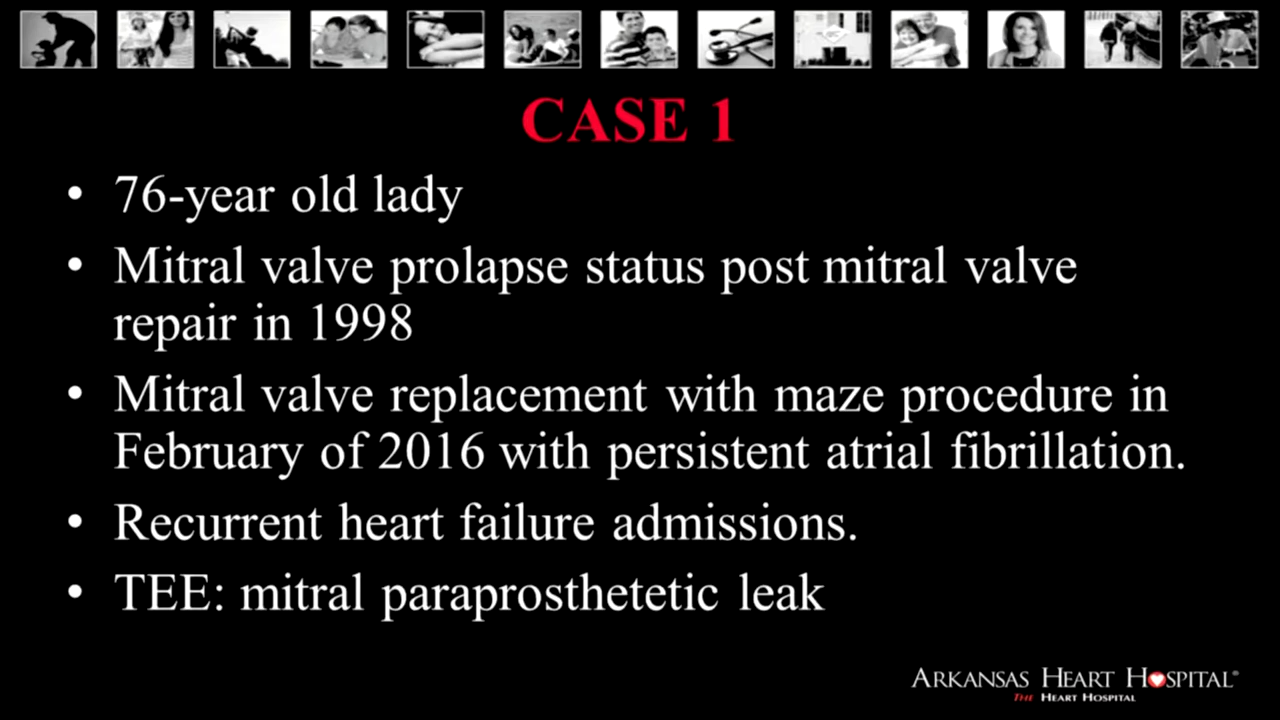 CASE 1
• 76-year old lady
• Mitral valve prolapse status post mitral valve
repair in 1998
• Mitral valve replacement with maze procedure in
February of 2016 with persistent atrial fibrillation.
• Recurrent heart failure admissions.
• TEE: mitral paraprosthetetic leak
ARKANSAS HEART HOSPITAL®
THE HEART HOSPITAL